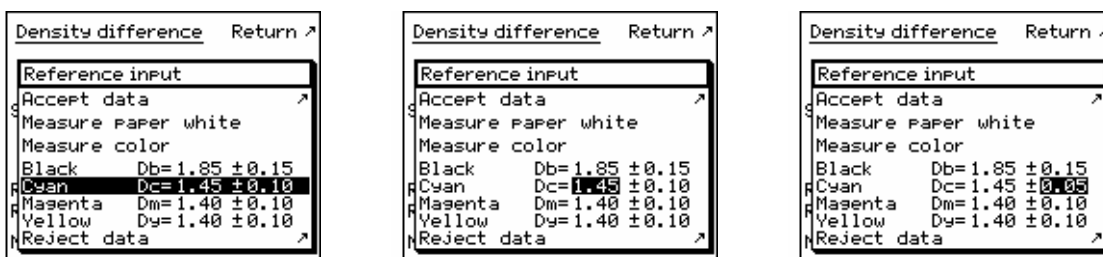 Density difference Return ↗
Reference input
Accept data ↗
Measure paper white
Measure color
Black Db=1.85 ±0.15
Cyan Dc=1.45 ±0.10
Magenta Dm=1.40 ±0.10
Yellow Dy=1.40 ±0.10
Reject data ↗
Density difference Return ↗
Reference input
Accept data ↗
Measure paper white
Measure color
Black Db=1.85 ±0.15
Cyan Dc=1.45 ±0.10
Magenta Dm=1.40 ±0.10
Yellow Dy=1.40 ±0.10
Reject data ↗
Density difference Return
Reference input
Accept data ↗
Measure paper white
Measure color
Black Db=1.85 ±0.15
Cyan Dc=1.45 ±0.05
Magenta Dm=1.40 ±0.10
Yellow Dy=1.40 ±0.10
Reject data ↗